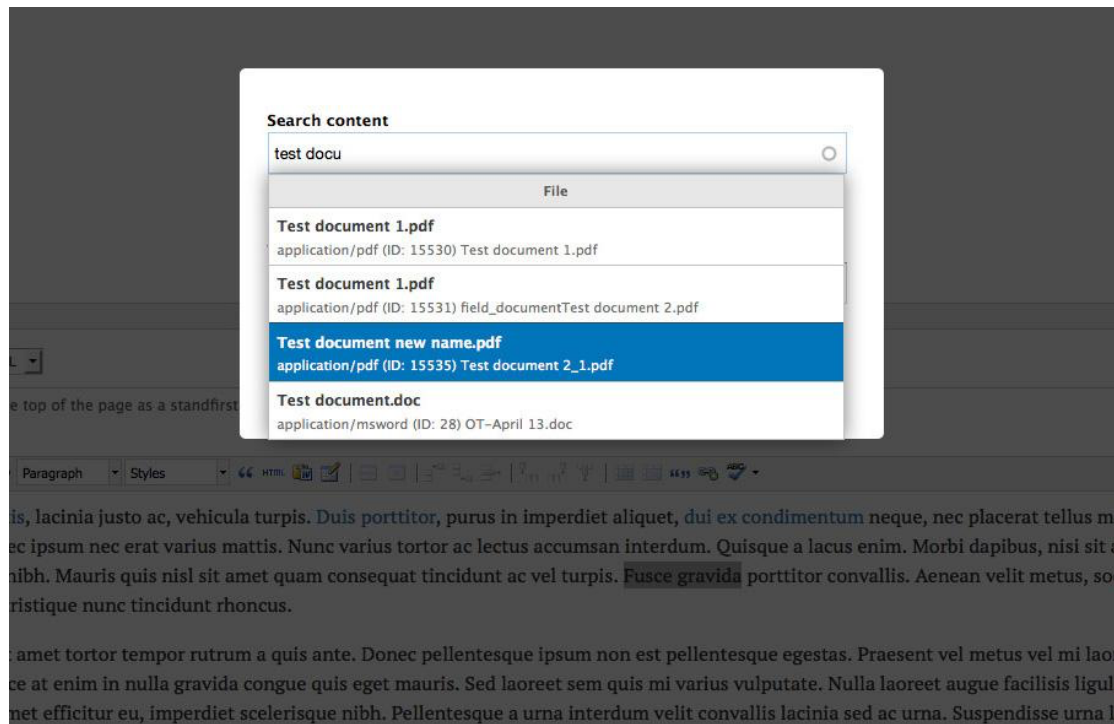 Search content
test docu
File
Test document 1.pdf
application/pdf (ID: 15530) Test document 1.pdf
Test document 1.pdf
application/pdf (ID: 15531) field_documentTest document 2.pdf
Test document new name.pdf
application/pdf (ID: 15535) Test document 2_1.pdf
Test document.doc
application/msword (ID: 28) OT-April 13.doc
top of the page as a standfirst
Paragraph Styles HTML ABC
lacinia justo ac, vehicula turpis. Duis porttitor, purus in imperdiet aliquet, dui ex condimentum neque, nec placerat tellus
ipsum nec erat varius mattis. Nunc varius tortor ac lectus accumsan interdum. Quisque a lacus enim. Morbi dapibus, nisi sit
nibh. Mauris quis nisl sit amet quam consequat tincidunt ac vel turpis. Fusce gravida porttitor convallis. Aenean velit metus,
ristique nunc tincidunt rhoncus.
amet tortor tempor rutrum a quis ante. Donec pellentesque ipsum non est pellentesque egestas. Praesent vel metus vel mi
at enim in nulla gravida congue quis eget mauris. Sed laoreet sem quis mi varius vulputate. Nulla laoreet augue facilisis
efficitur eu, imperdiet scelerisque nibh. Pellentesque a urna interdum velit convallis lacinia sed ac urna. Suspendisse urna